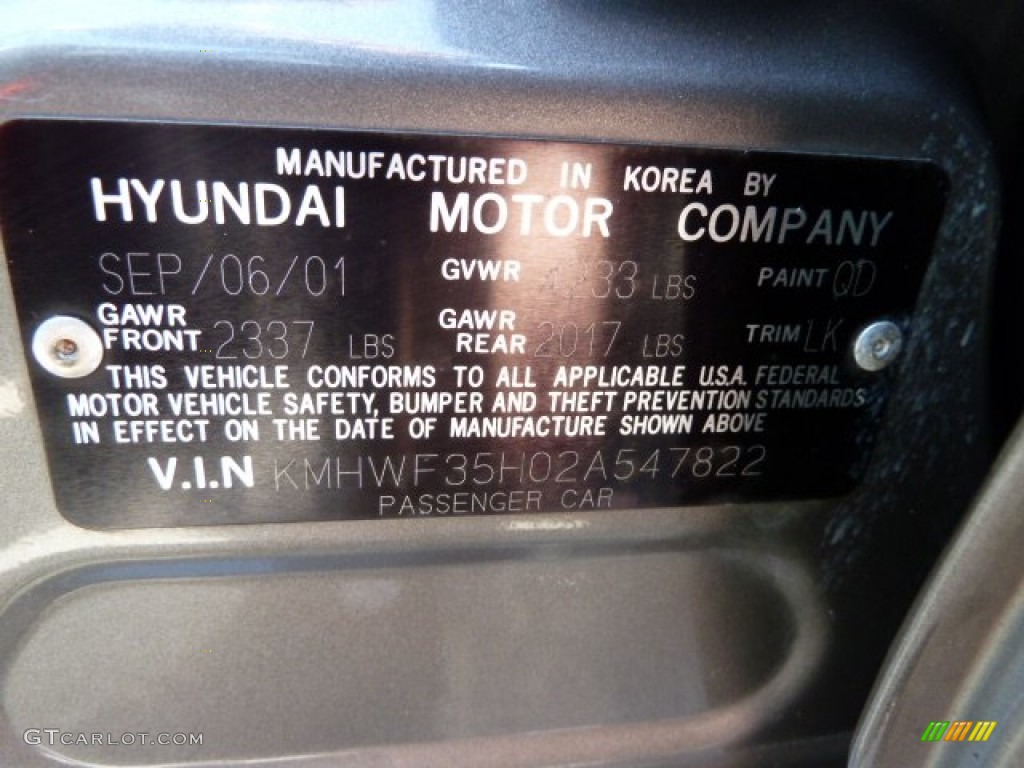 MANUFACTURED IN KOREA BY
HYUNDAI MOTOR COMPANY
SEP/06/01 GVWR 4233 LBS PAINT QD
GAWR FRONT 2337 LBS GAWR REAR 2017 LBS TRIM LK
THIS VEHICLE CONFORMS TO ALL APPLICABLE U.S.A. FEDERAL
MOTOR VEHICLE SAFETY, BUMPER AND THEFT PREVENTION STANDARDS
IN EFFECT ON THE DATE OF MANUFACTURE SHOWN ABOVE
V.I.N KMHWF35H02A547822
PASSENGER CAR
GTCARLOT.COM